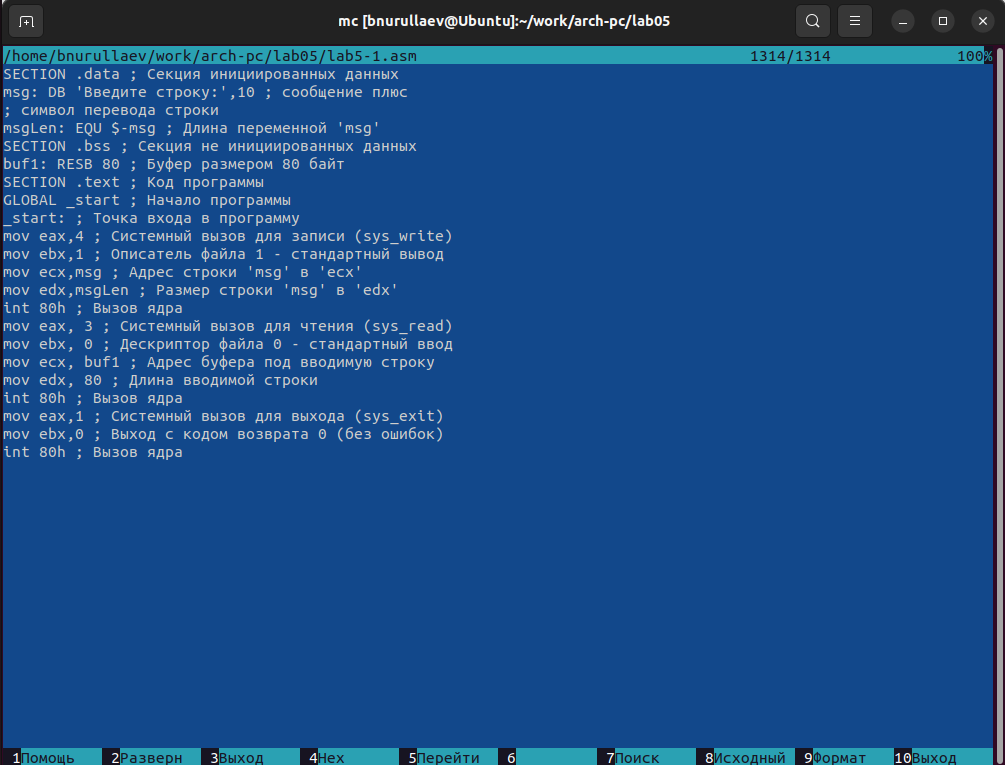 mc [bnurullaev@Ubuntu]:~/work/arch-pc/lab05
/home/bnurullaev/work/arch-pc/lab05/lab5-1.asm 1314/1314 100%
SECTION .data ; Секция инициированных данных
msg: DB 'Введите строку:',10 ; сообщение плюс
; символ перевода строки
msgLen: EQU $-msg ; Длина переменной 'msg'
SECTION .bss ; Секция не инициированных данных
buf1: RESB 80 ; Буфер размером 80 байт
SECTION .text ; Код программы
GLOBAL _start ; Начало программы
_start: ; Точка входа в программу
mov eax,4 ; Системный вызов для записи (sys_write)
mov ebx,1 ; Описатель файла 1 - стандартный вывод
mov ecx,msg ; Адрес строки 'msg' в 'ecx'
mov edx,msgLen ; Размер строки 'msg' в 'edx'
int 80h ; Вызов ядра
mov eax, 3 ; Системный вызов для чтения (sys_read)
mov ebx, 0 ; Дескриптор файла 0 - стандартный ввод
mov ecx, buf1 ; Адрес буфера под вводимую строку
mov edx, 80 ; Длина вводимой строки
int 80h ; Вызов ядра
mov eax,1 ; Системный вызов для выхода (sys_exit)
mov ebx,0 ; Выход с кодом возврата 0 (без ошибок)
int 80h ; Вызов ядра
1Помощь 2Разверн 3Выход 4Hex 5Перейти 6 7Поиск 8Исходный 9Формат 10Выход